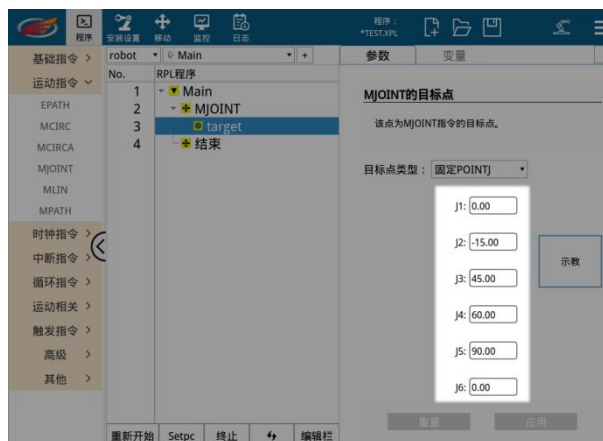 程序
安装设置
移动
监控
日志
程序：
*TEST.XPL
基础指令
运动指令
EPATH
MCIRC
MCIRCA
MJOINT
MLIN
MPATH
时钟指令
中断指令
循环指令
运动相关
触发指令
高级
其他
robot Main +
No. RPL程序
1 Main
2 MJOINT
3 target
4 结束
重新开始 Setpc 终止 编辑栏
参数 变量
MJOINT的目标点
该点为MJOINT指令的目标点。
目标点类型： 固定POINTJ
J1: 0.00
J2: -15.00
J3: 45.00
J4: 60.00
J5: 90.00
J6: 0.00
示教
重置 应用